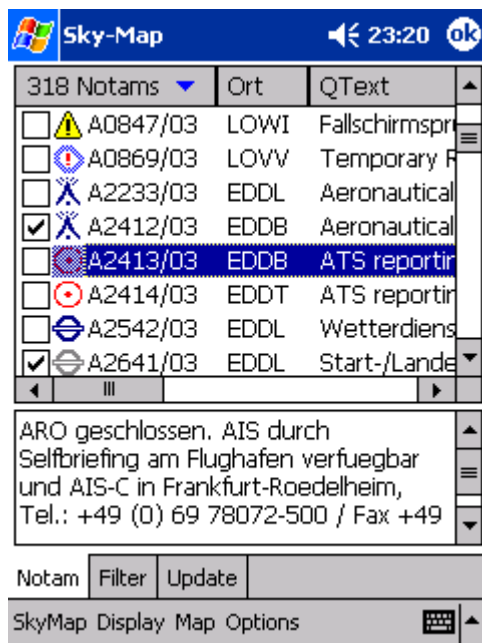 Sky-Map 23:20 ok
318 Notams Ort QText
A0847/03 LOWI Fallschirmspr
A0869/03 LOVV Temporary R
A2233/03 EDDL Aeronautical
A2412/03 EDDB Aeronautical
A2413/03 EDDB ATS reportin
A2414/03 EDDT ATS reportin
A2542/03 EDDL Wetterdiens
A2641/03 EDDL Start-/Lande
ARO geschlossen. AIS durch
Selfbriefing am Flughafen verfuegbar
und AIS-C in Frankfurt-Roedelheim,
Tel.: +49 (0) 69 78072-500 / Fax +49
Notam Filter Update
SkyMap Display Map Options